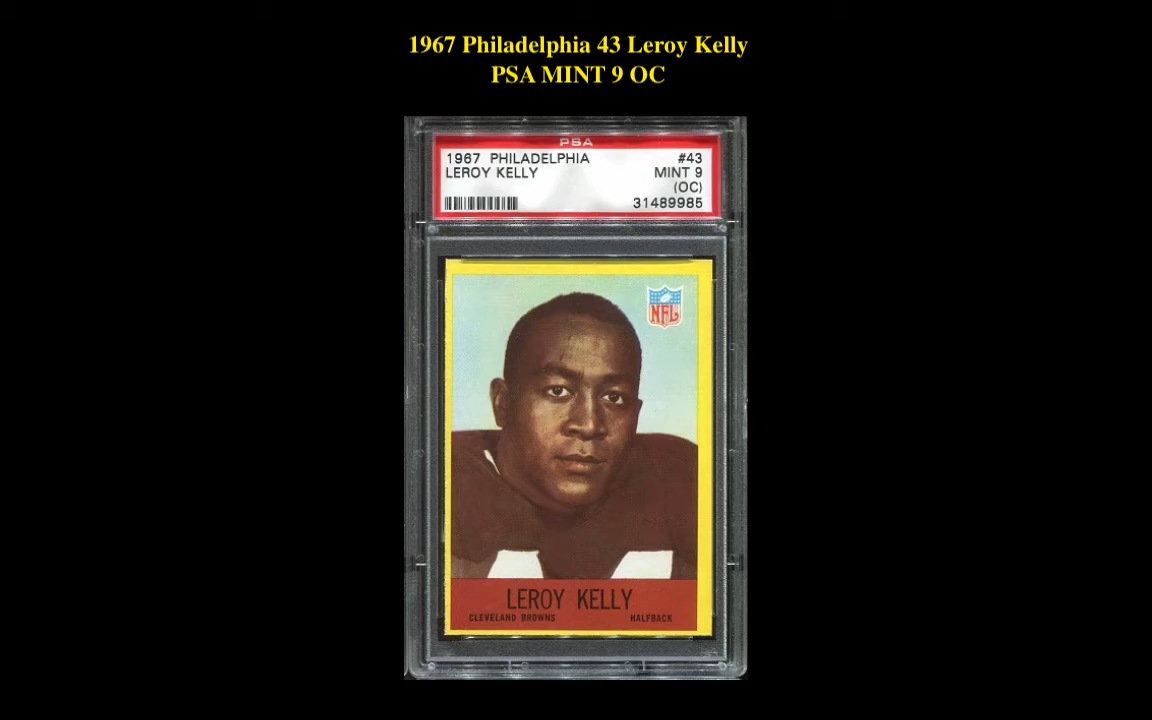 1967 Philadelphia 43 Leroy Kelly
PSA MINT 9 OC
PSA
1967 PHILADELPHIA #43
LEROY KELLY MINT 9
(OC)
31489985
NFL
LEROY KELLY
CLEVELAND BROWNS HALFBACK